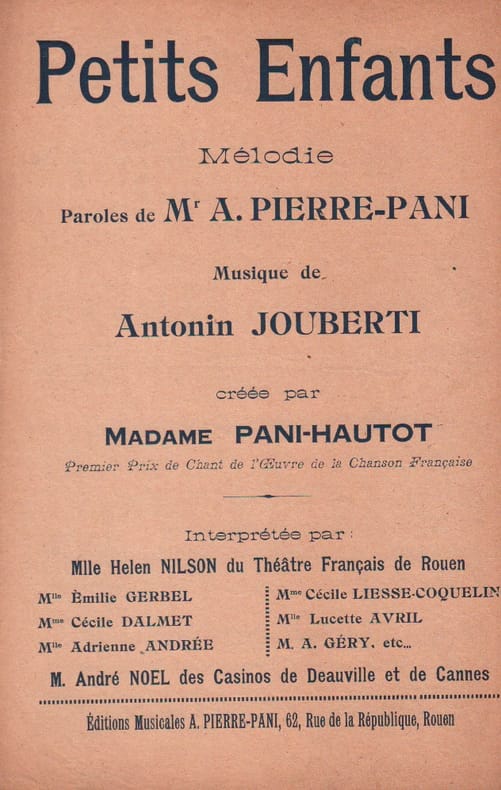 Petits Enfants
Mélodie
Paroles de Mr A. PIERRE-PANI
Musique de
Antonin JOUBERTI
créée par
MADAME PANI-HAUTOT
Premier Prix de Chant de l'Œuvre de la Chanson Française
Interprétée par :
Mlle Helen NILSON du Théâtre Français de Rouen
Mlle Èmilie GERBEL
Mme Cécile DALMET
Mlle Adrienne ANDRÉE
Mme Cécile LIESSE-COQUELIN
Mlle Lucette AVRIL
M. A. GÉRY, etc...
M. André NOEL des Casinos de Deauville et de Cannes
Éditions Musicales A. PIERRE-PANI, 62, Rue de la République, Rouen